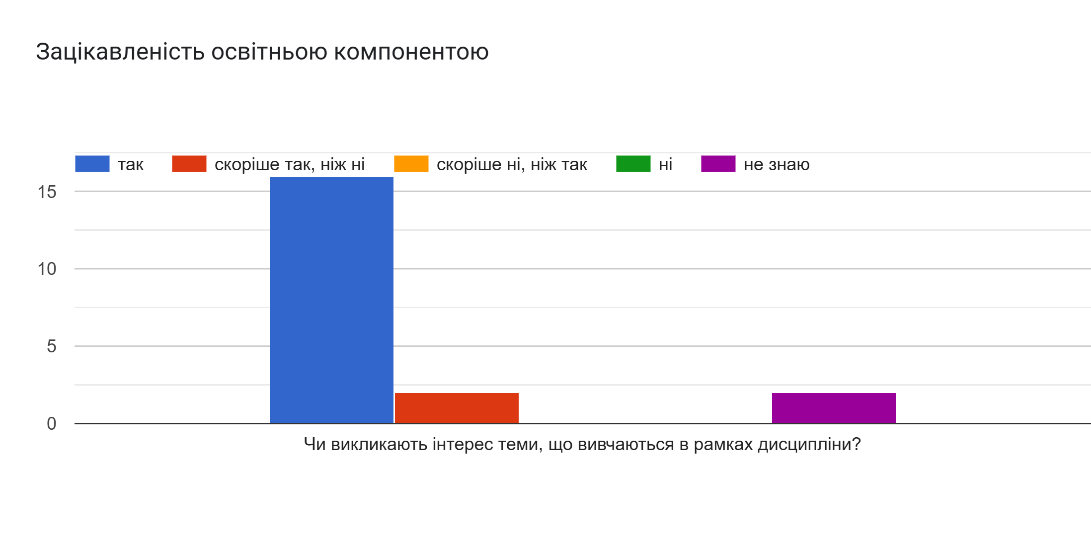 Зацікавленість освітньою компонентою
так скоріше так, ніж ні скоріше ні, ніж так ні не знаю
15
10
5
0
Чи викликають інтерес теми, що вивчаються в рамках дисципліни?